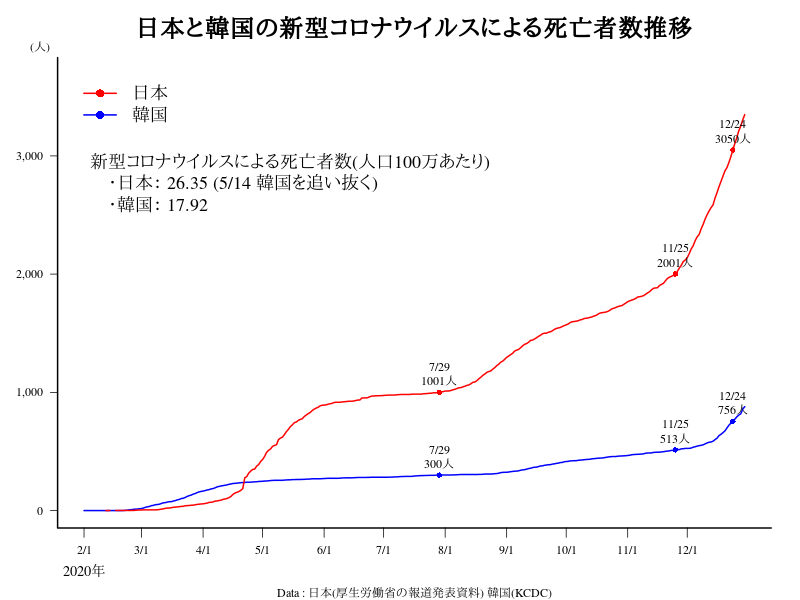 日本と韓国の新型コロナウイルスによる死亡者数推移
(人)
日本
韓国
新型コロナウイルスによる死亡者数(人口100万あたり)
・日本: 26.35 (5/14 韓国を追い抜く)
・韓国: 17.92
12/24
3050人
3,000
11/25
2001人
2,000
7/29
1001人
1,000
12/24
756人
11/25
513人
7/29
300人
0
2/1 3/1 4/1 5/1 6/1 7/1 8/1 9/1 10/1 11/1 12/1
2020年
Data : 日本(厚生労働省の報道発表資料) 韓国(KCDC)